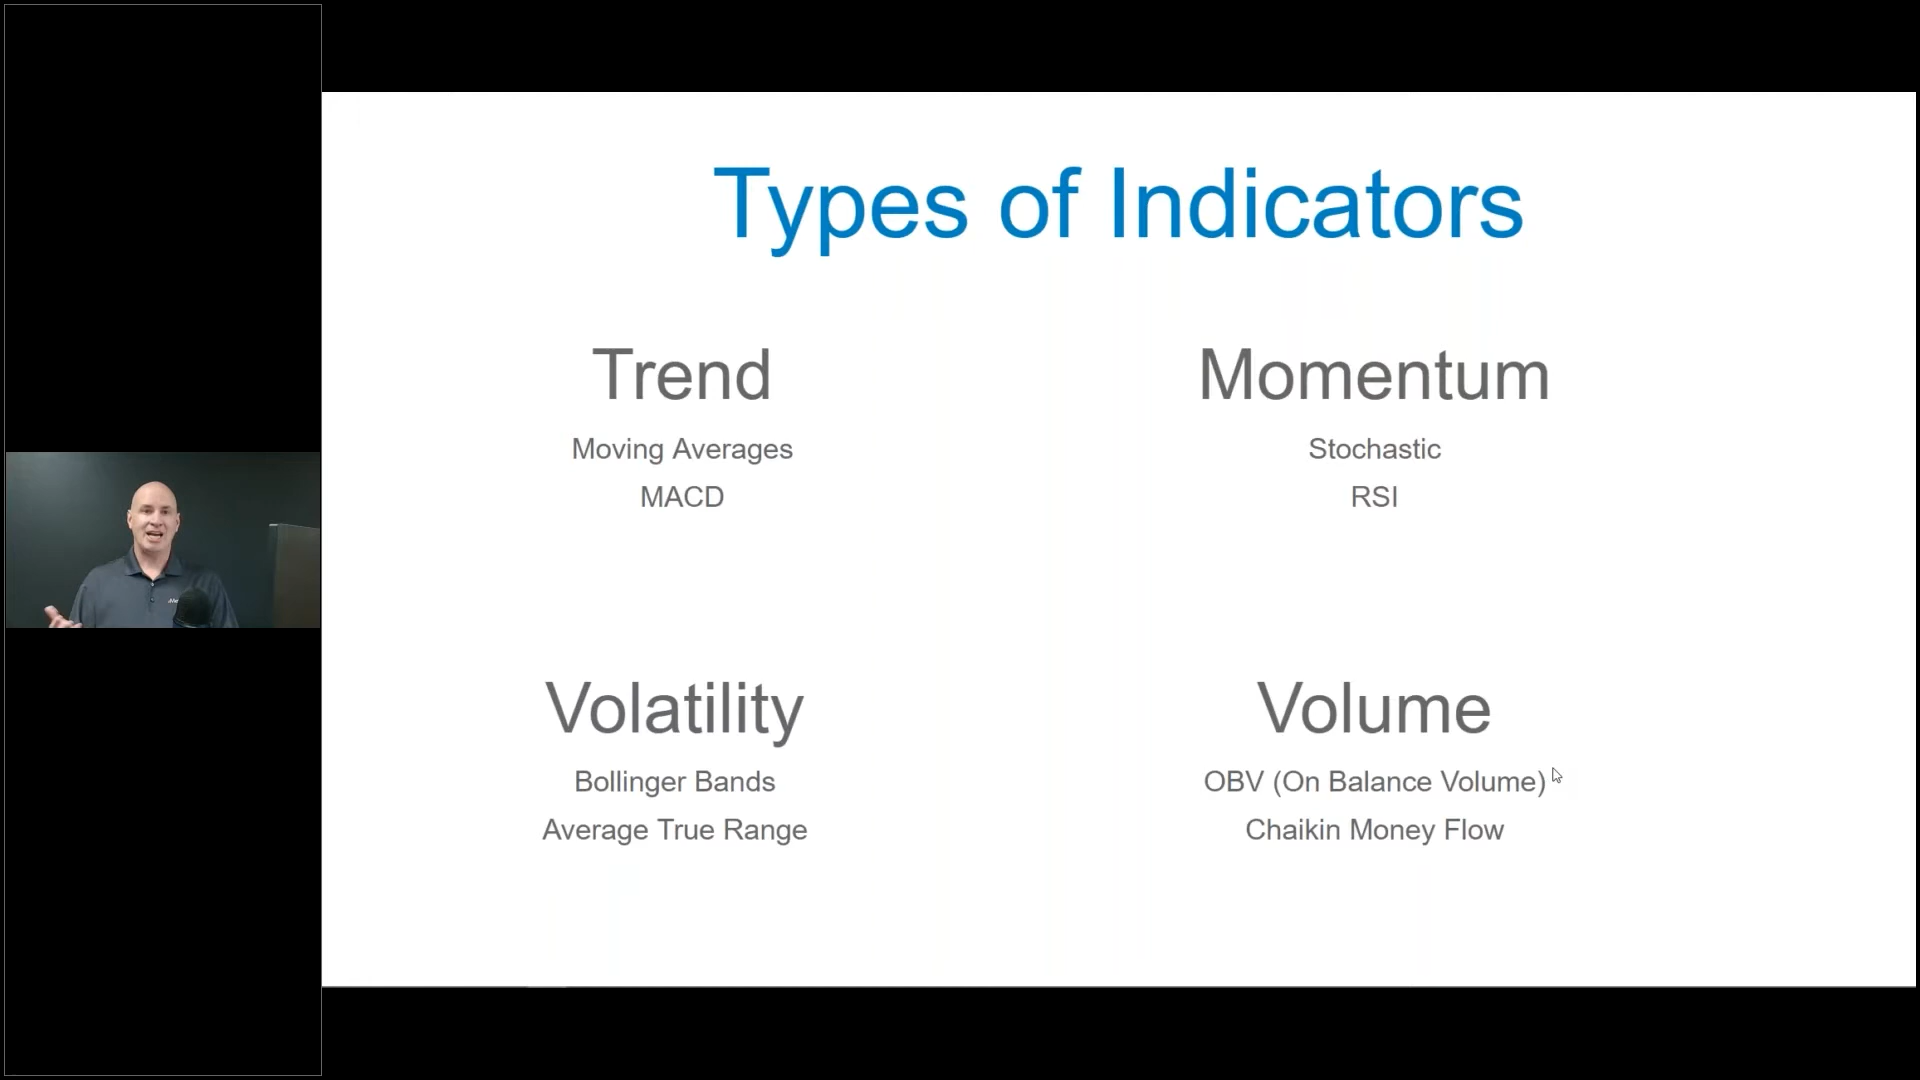 Types of Indicators
Trend
Moving Averages
MACD
Momentum
Stochastic
RSI
Volatility
Bollinger Bands
Average True Range
Volume
OBV (On Balance Volume)
Chaikin Money Flow